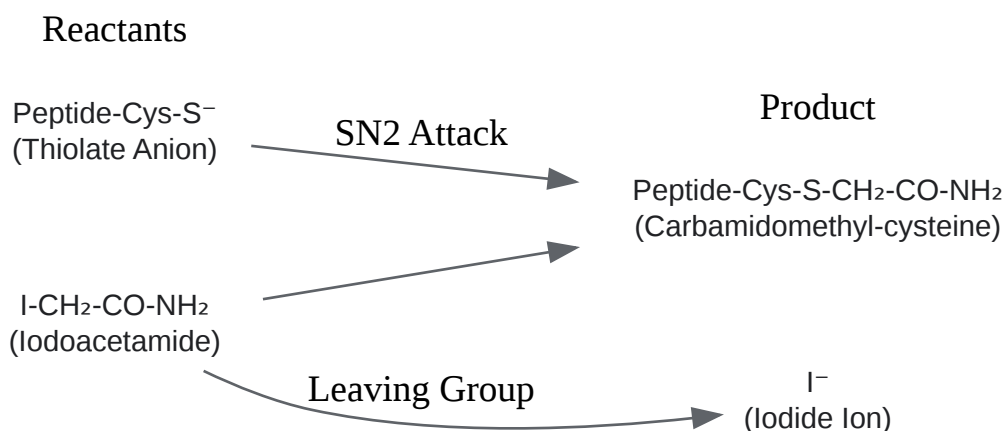 Reactants
Peptide-Cys-S⁻
(Thiolate Anion)
SN2 Attack
Product
Peptide-Cys-S-CH₂-CO-NH₂
(Carbamidomethyl-cysteine)
I-CH₂-CO-NH₂
(Iodoacetamide)
Leaving Group
I⁻
(Iodide Ion)